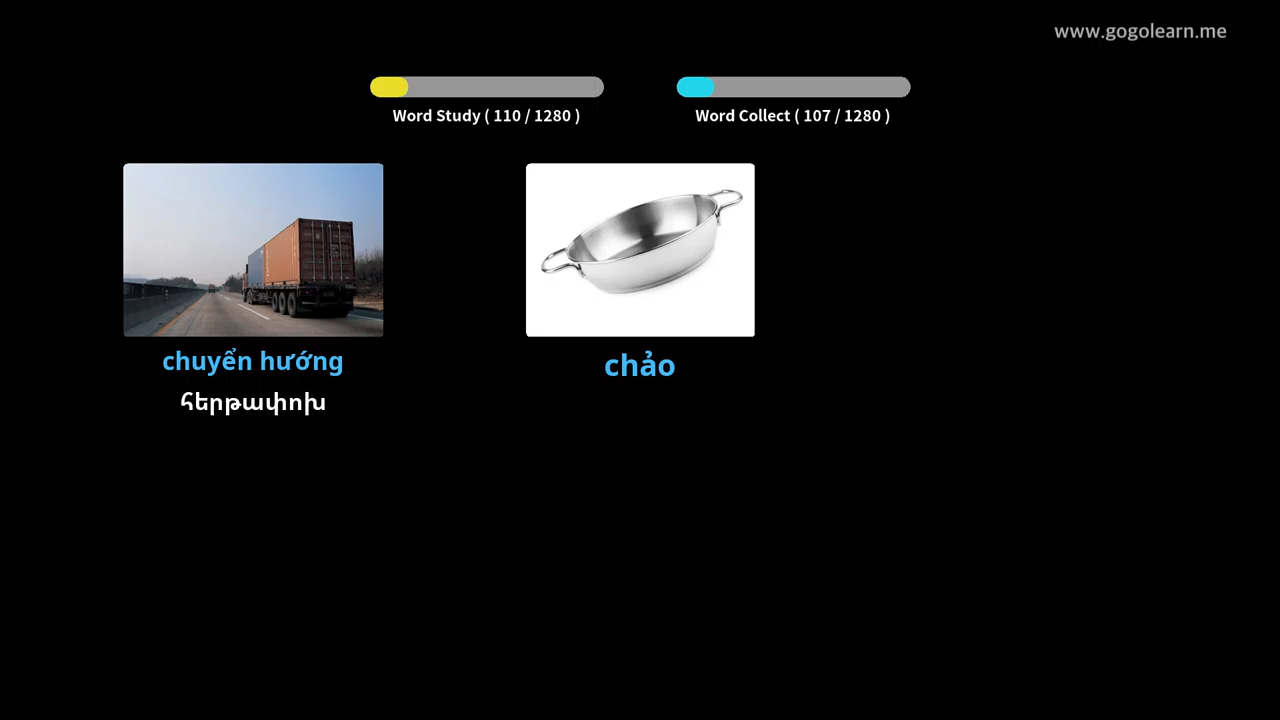 www.gogolearn.me
Word Study ( 110 / 1280 )
Word Collect ( 107 / 1280 )
chuyển hướng
հերթափոխ
chảo